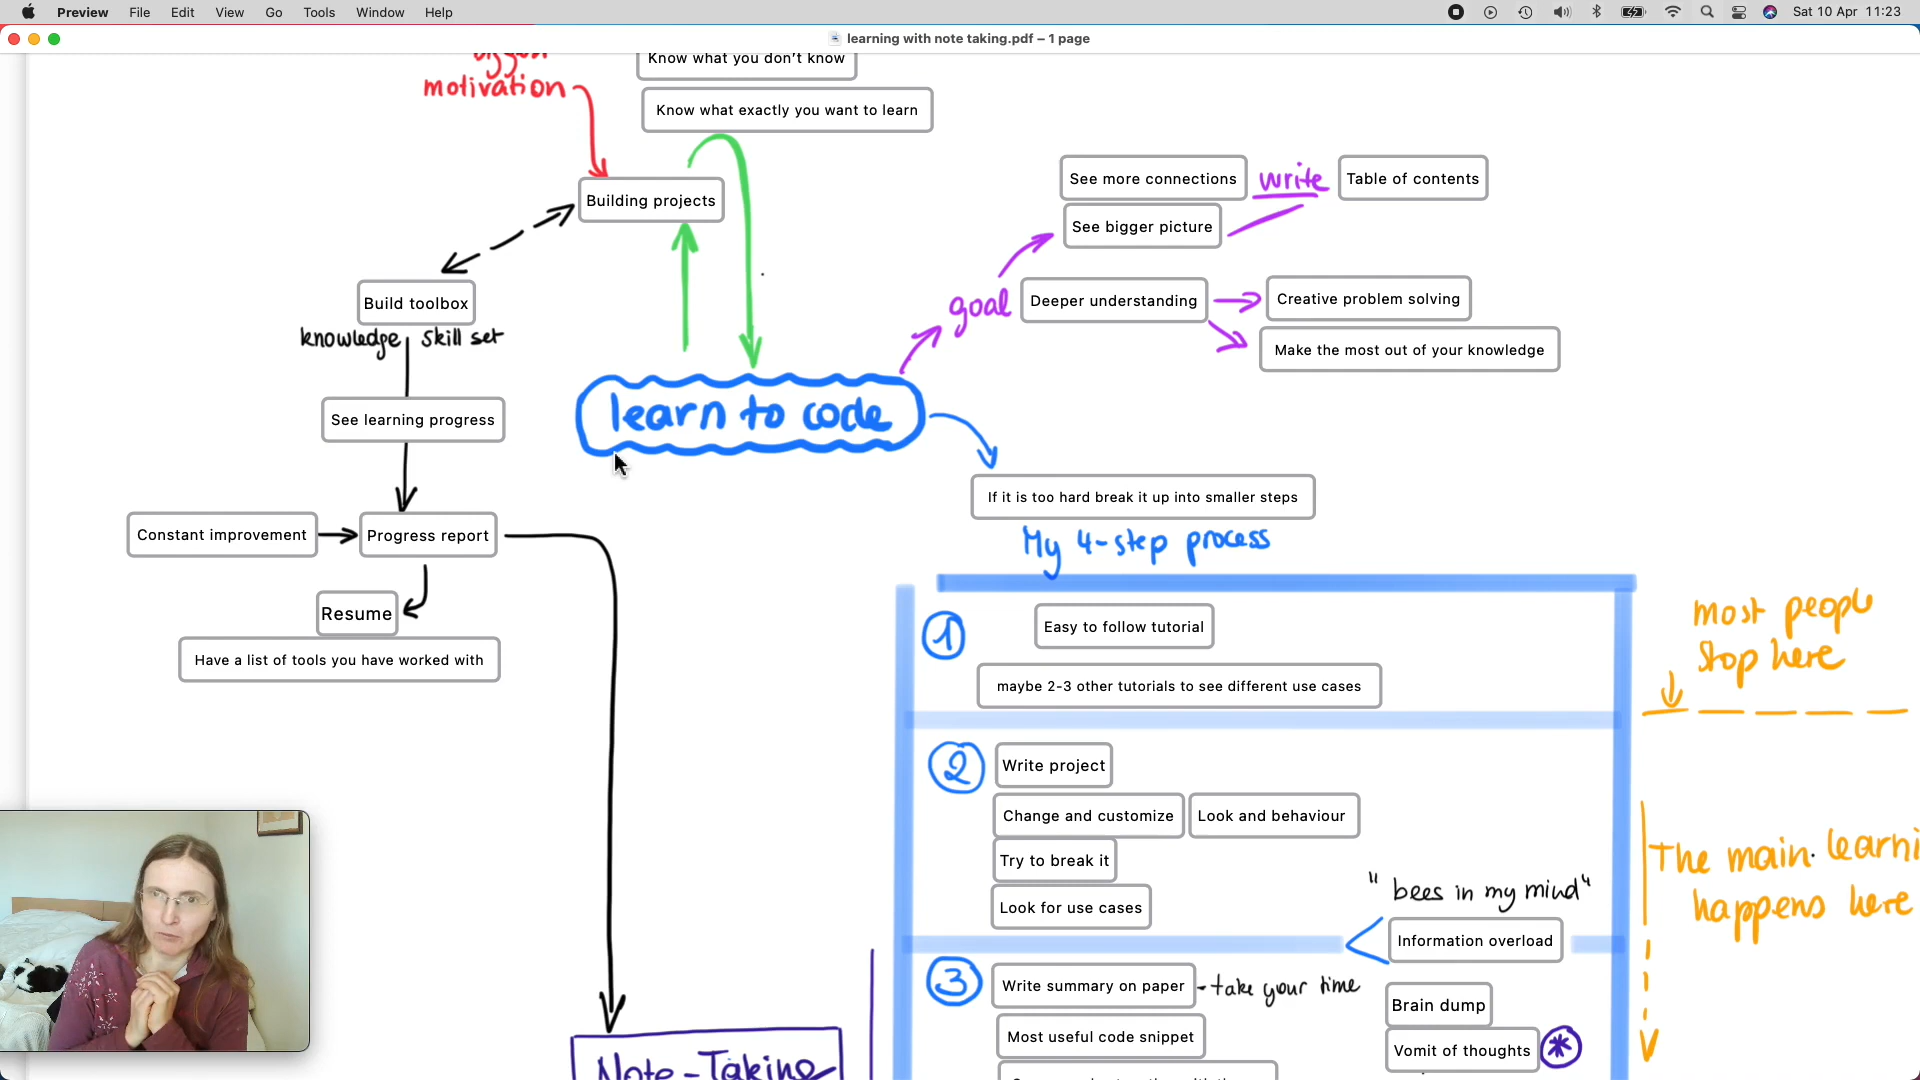 Preview File Edit View Go Tools Window Help
Sat 10 Apr 11:23
learning with note taking.pdf – 1 page
Know what you don't know
motivation
Know what exactly you want to learn
See more connections
write
Table of contents
Building projects
See bigger picture
Build toolbox
goal
Deeper understanding
Creative problem solving
knowledge skill set
Make the most out of your knowledge
See learning progress
learn to code
If it is too hard break it up into smaller steps
My 4-step process
Constant improvement
Progress report
Resume
Have a list of tools you have worked with
1
Easy to follow tutorial
most people
stop here
maybe 2-3 other tutorials to see different use cases
2
Write project
Change and customize
Look and behaviour
Try to break it
The main learni
happens here
Look for use cases
"bees in my mind"
Information overload
3
Write summary on paper
- take your time
Brain dump
Most useful code snippet
Vomit of thoughts
*
Note-Taking